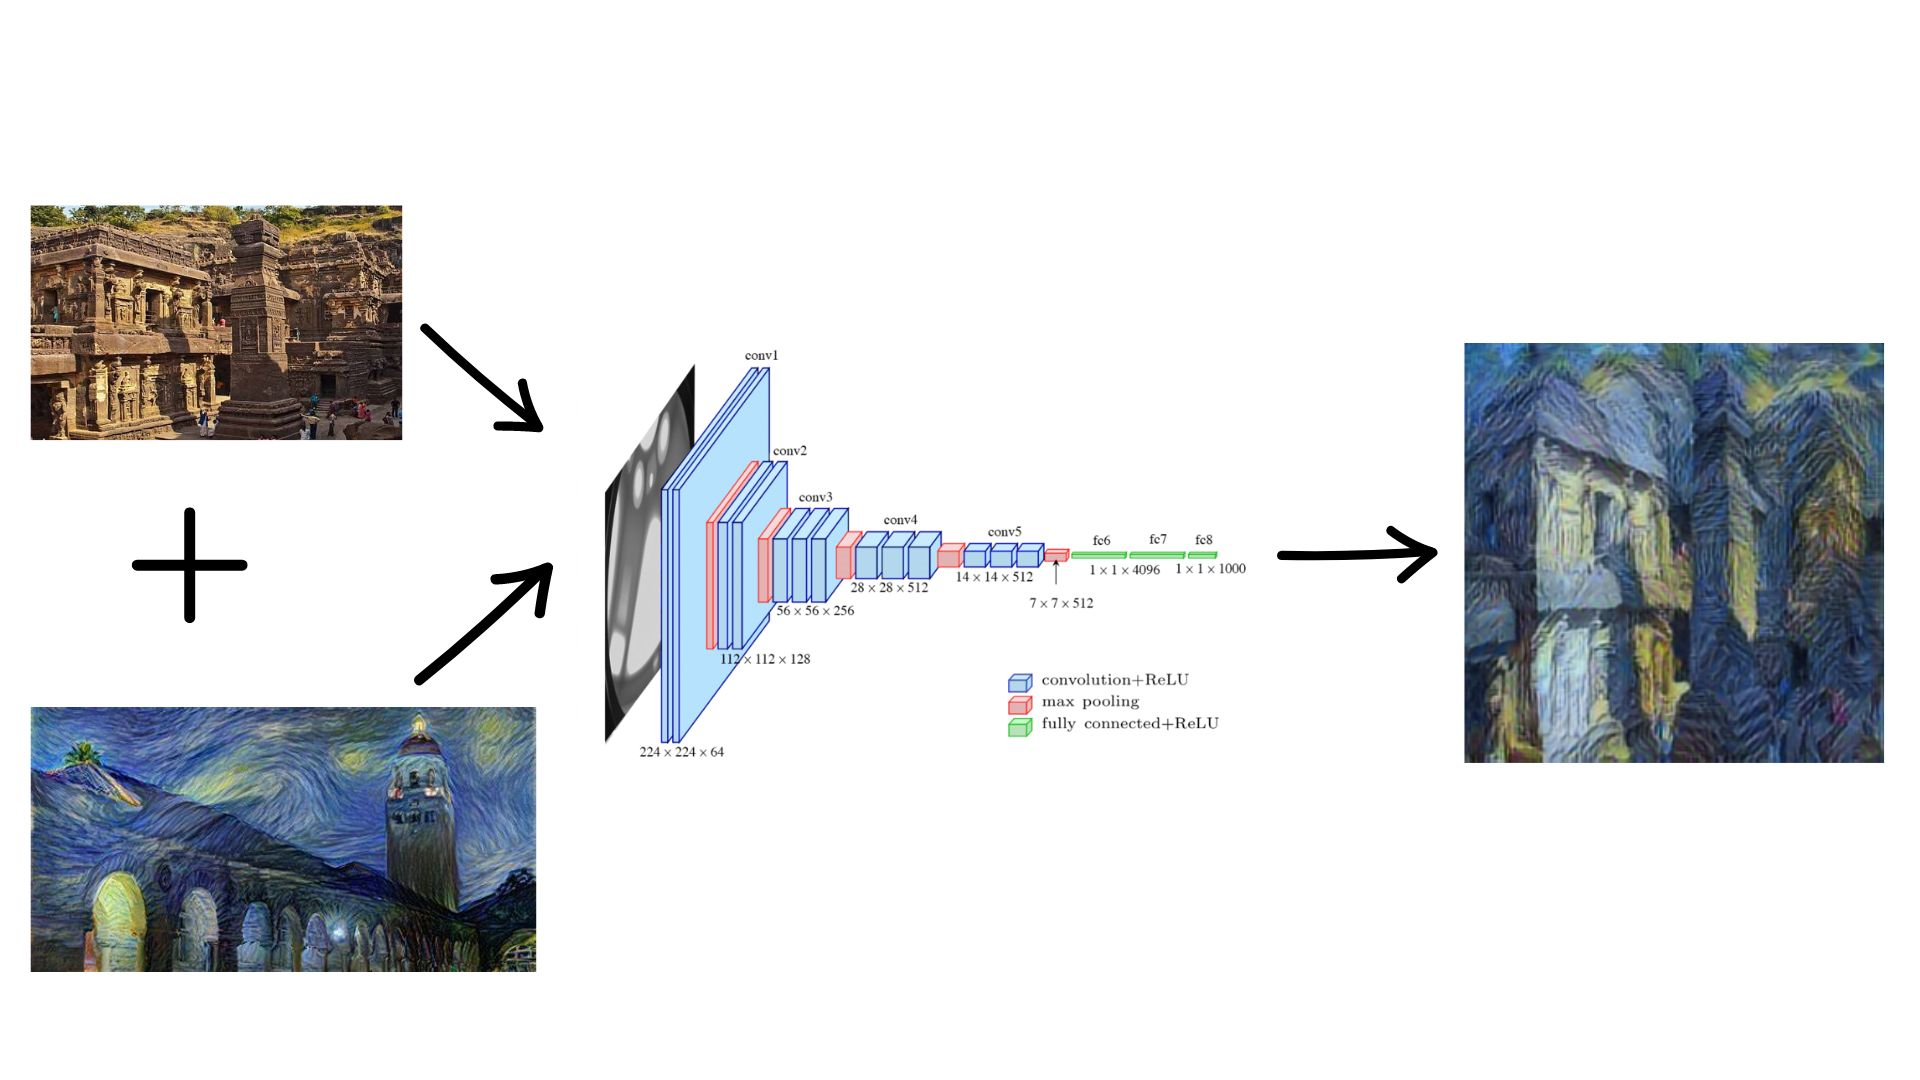 conv1
conv2
conv3
conv4
conv5
fc6
fc7
fc8
1 × 1 × 4096
1 × 1 × 1000
14 × 14 × 512
28 × 28 × 512
7 × 7 × 512
56 × 56 × 256
112 × 112 × 128
224 × 224 × 64
convolution+ReLU
max pooling
fully connected+ReLU